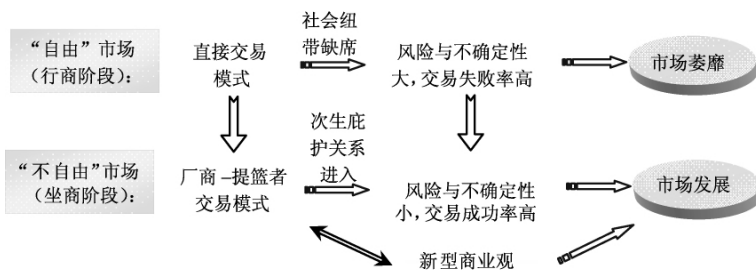 “自由”市场
（行商阶段）：
直接交易
模式
社会纽
带缺席
风险与不确定性
大，交易失败率高
市场萎靡
“不自由”市场
（坐商阶段）：
厂商-提篮者
交易模式
次生庇
护关系
进入
风险与不确定性
小，交易成功率高
市场发展
新型商业观